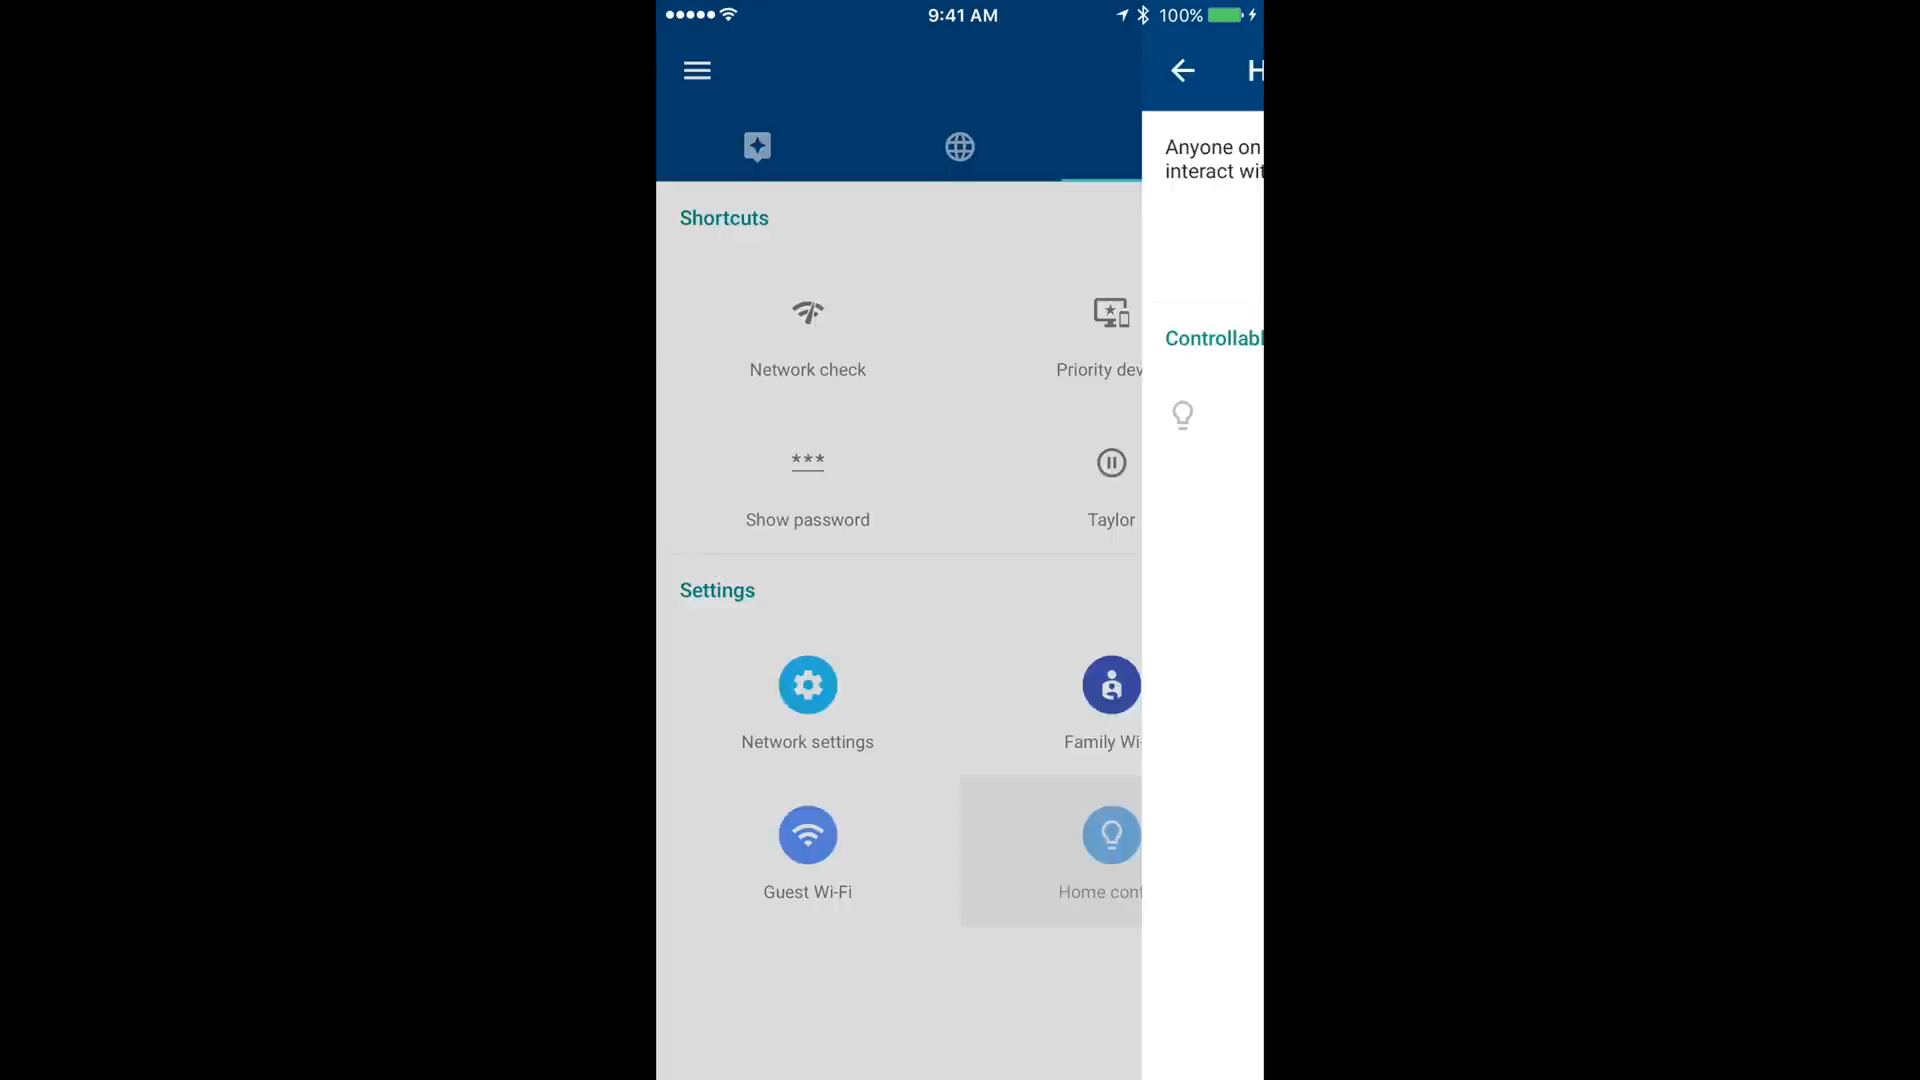 9:41 AM
100%
H
Anyone on
interact wit
Shortcuts
Controllabl
Network check
Priority dev
***
Show password
Taylor
Settings
Network settings
Family Wi-
Guest Wi-Fi
Home cont